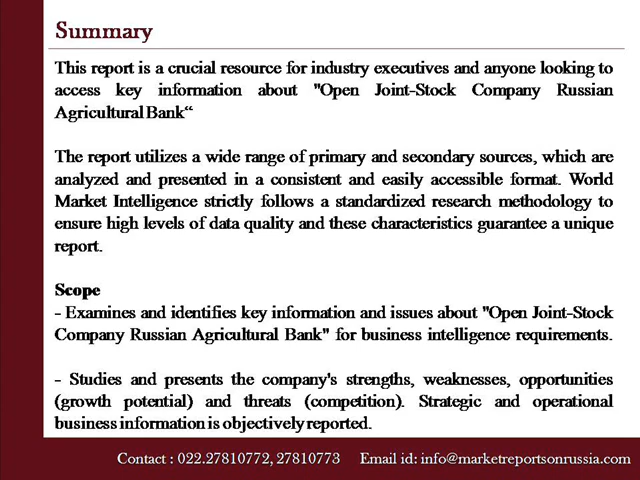 Summary
This report is a crucial resource for industry executives and anyone looking to
access key information about "Open Joint-Stock Company Russian
Agricultural Bank“
The report utilizes a wide range of primary and secondary sources, which are
analyzed and presented in a consistent and easily accessible format. World
Market Intelligence strictly follows a standardized research methodology to
ensure high levels of data quality and these characteristics guarantee a unique
report.
Scope
- Examines and identifies key information and issues about "Open Joint-Stock
Company Russian Agricultural Bank" for business intelligence requirements.
- Studies and presents the company's strengths, weaknesses, opportunities
(growth potential) and threats (competition). Strategic and operational
business information is objectively reported.
Contact : 022.27810772, 27810773 Email id: info@marketreportsonrussia.com